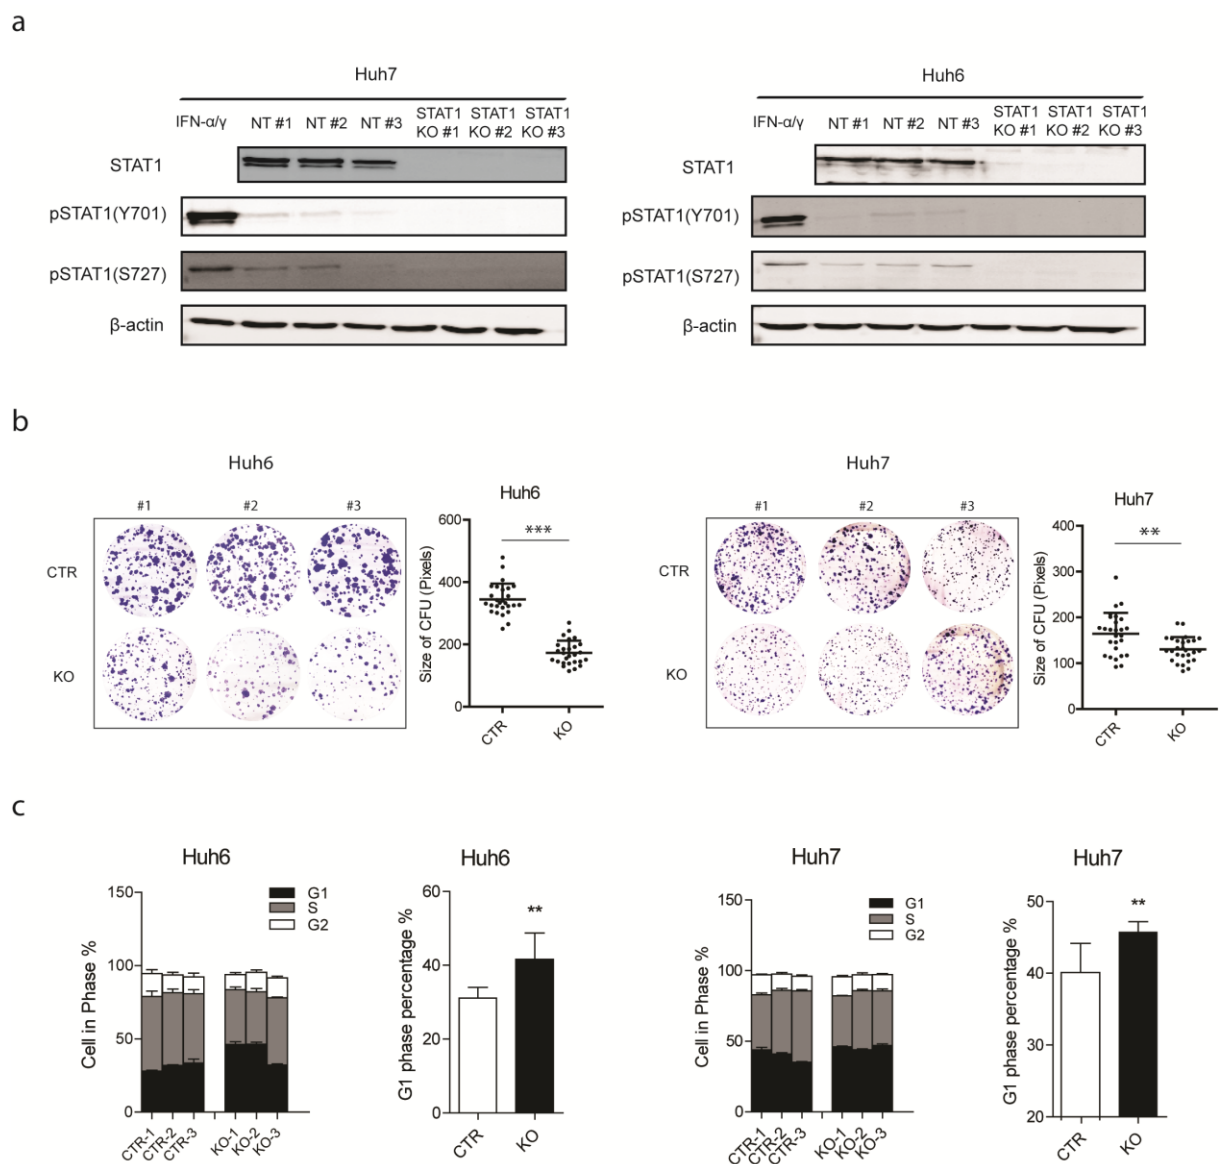 a
Huh7
IFN-α/γ NT #1 NT #2 NT #3 STAT1 KO #1 STAT1 KO #2 STAT1 KO #3
STAT1
pSTAT1(Y701)
pSTAT1(S727)
β-actin
Huh6
IFN-α/γ NT #1 NT #2 NT #3 STAT1 KO #1 STAT1 KO #2 STAT1 KO #3
STAT1
pSTAT1(Y701)
pSTAT1(S727)
β-actin
b
Huh6
#1 #2 #3
CTR
KO
Huh6
Size of CFU (Pixels)
600
400
200
0
***
CTR KO
Huh7
#1 #2 #3
CTR
KO
Huh7
Size of CFU (Pixels)
400
300
200
100
0
**
CTR KO
c
Huh6
Cell in Phase %
150
100
50
0
G1
S
G2
CTR-1 CTR-2 CTR-3 KO-1 KO-2 KO-3
Huh6
G1 phase percentage %
60
40
20
0
**
CTR KO
Huh7
Cell in Phase %
150
100
50
0
G1
S
G2
CTR-1 CTR-2 CTR-3 KO-1 KO-2 KO-3
Huh7
G1 phase percentage %
50
40
30
20
**
CTR KO